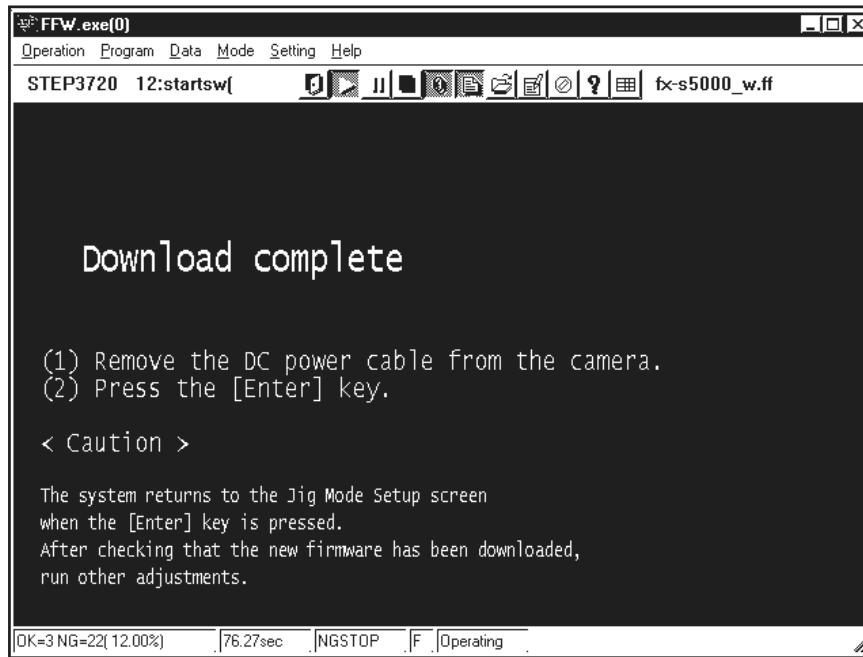 FFW.exe(0)
Operation Program Data Mode Setting Help
STEP3720 12:startsw( fx-s5000_w.ff
Download complete
(1) Remove the DC power cable from the camera.
(2) Press the [Enter] key.
< Caution >
The system returns to the Jig Mode Setup screen
when the [Enter] key is pressed.
After checking that the new firmware has been downloaded,
run other adjustments.
OK=3 NG=22( 12.00%) 76.27sec NGSTOP F Operating